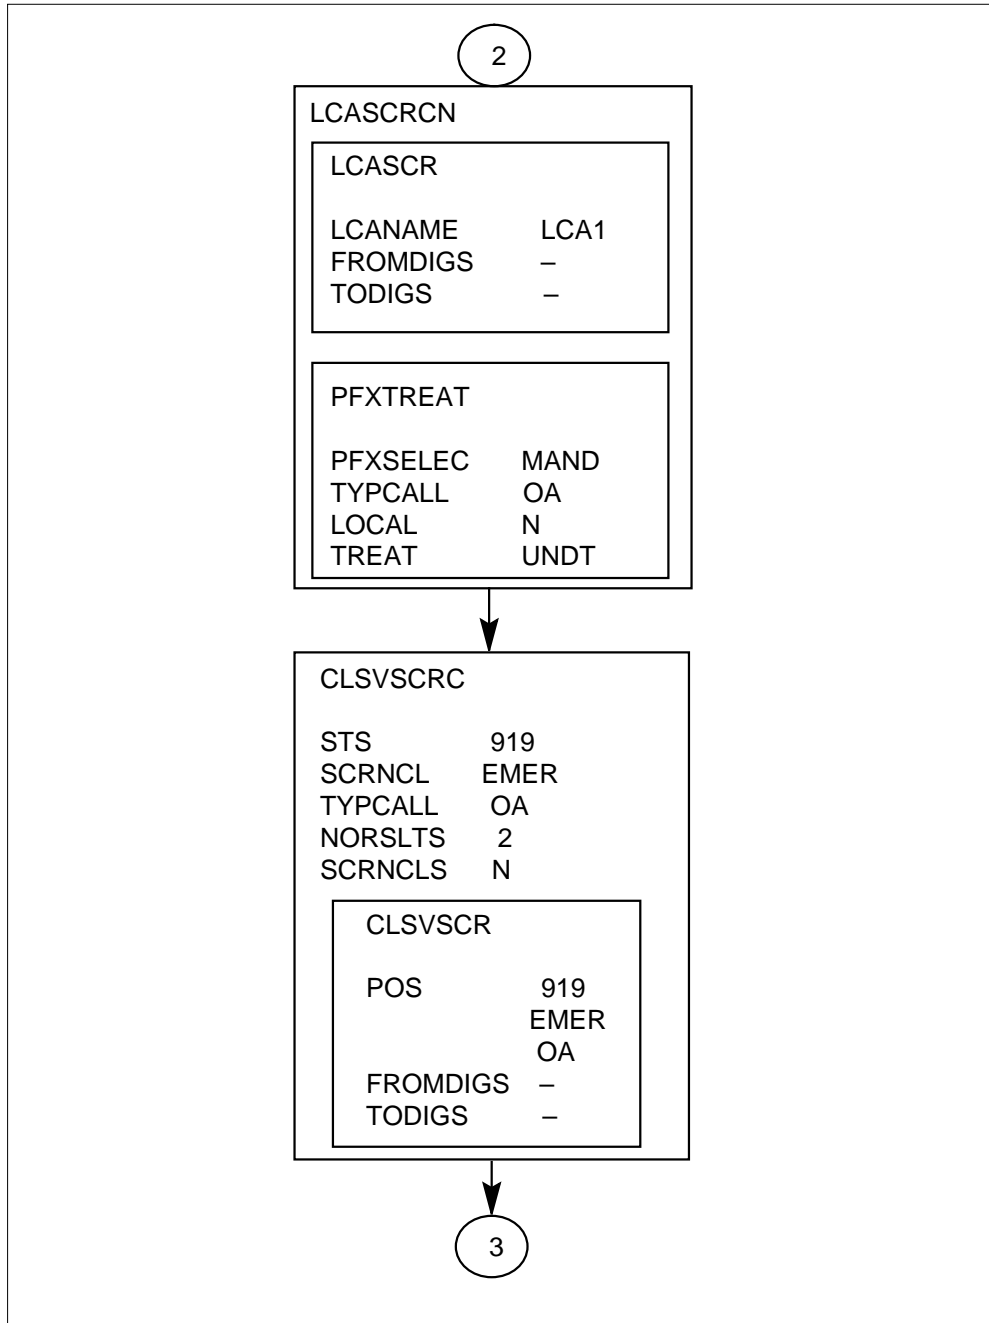 2
LCASCRCN
LCASCR
LCANAME LCA1
FROMDIGS –
TODIGS –
PFXTREAT
PFXSELEC MAND
TYPCALL OA
LOCAL N
TREAT UNDT
CLSVSCRC
STS 919
SCRNCL EMER
TYPCALL OA
NORSLTS 2
SCRNCLS N
CLSVSCR
POS 919
EMER
OA
FROMDIGS –
TODIGS –
3